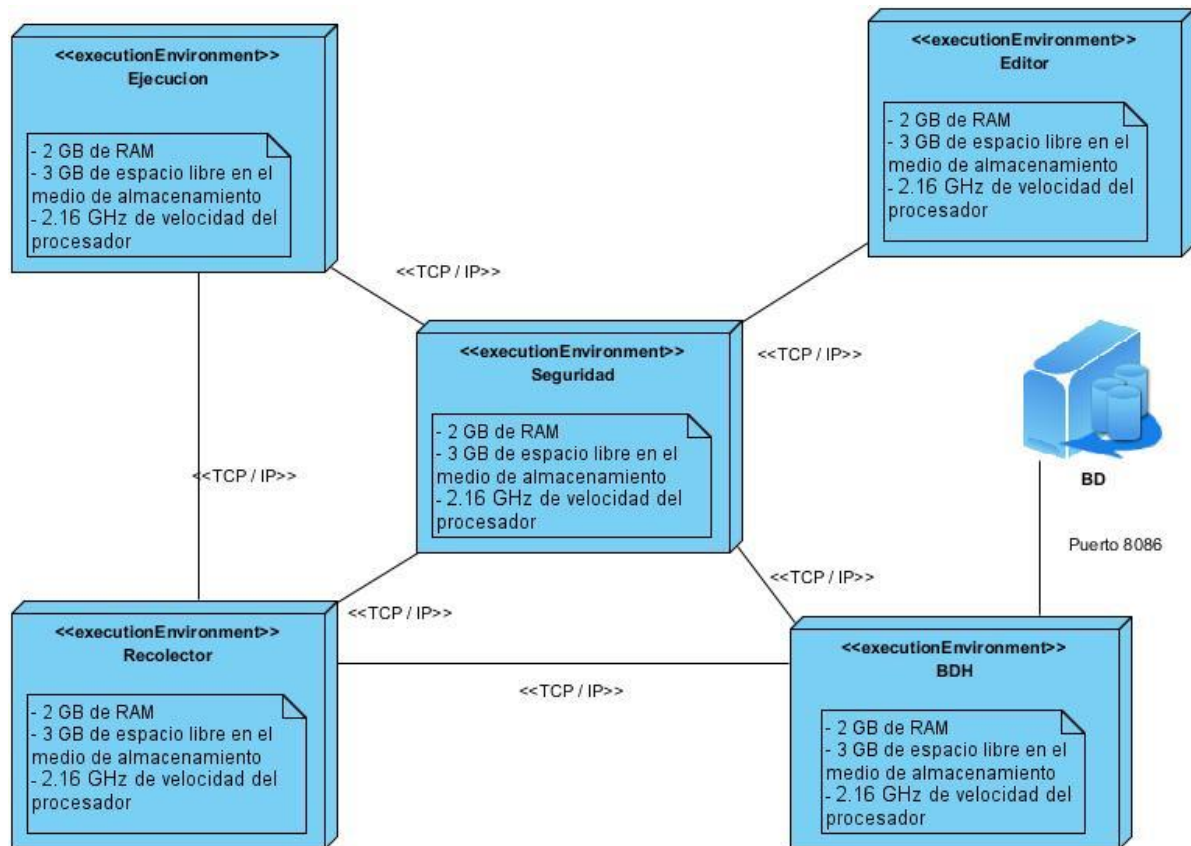 <<executionEnvironment>>
Ejecucion
- 2 GB de RAM
- 3 GB de espacio libre en el
medio de almacenamiento
- 2.16 GHz de velocidad del
procesador
<<executionEnvironment>>
Editor
- 2 GB de RAM
- 3 GB de espacio libre en el
medio de almacenamiento
- 2.16 GHz de velocidad del
procesador
<<TCP / IP>>
<<TCP / IP>>
<<executionEnvironment>>
Seguridad
- 2 GB de RAM
- 3 GB de espacio libre en el
medio de almacenamiento
- 2.16 GHz de velocidad del
procesador
BD
<<TCP / IP>>
Puerto 8086
<<TCP / IP>>
<<TCP / IP>>
<<executionEnvironment>>
Recolector
- 2 GB de RAM
- 3 GB de espacio libre en el
medio de almacenamiento
- 2.16 GHz de velocidad del
procesador
<<TCP / IP>>
<<executionEnvironment>>
BDH
- 2 GB de RAM
- 3 GB de espacio libre en el
medio de almacenamiento
- 2.16 GHz de velocidad del
procesador